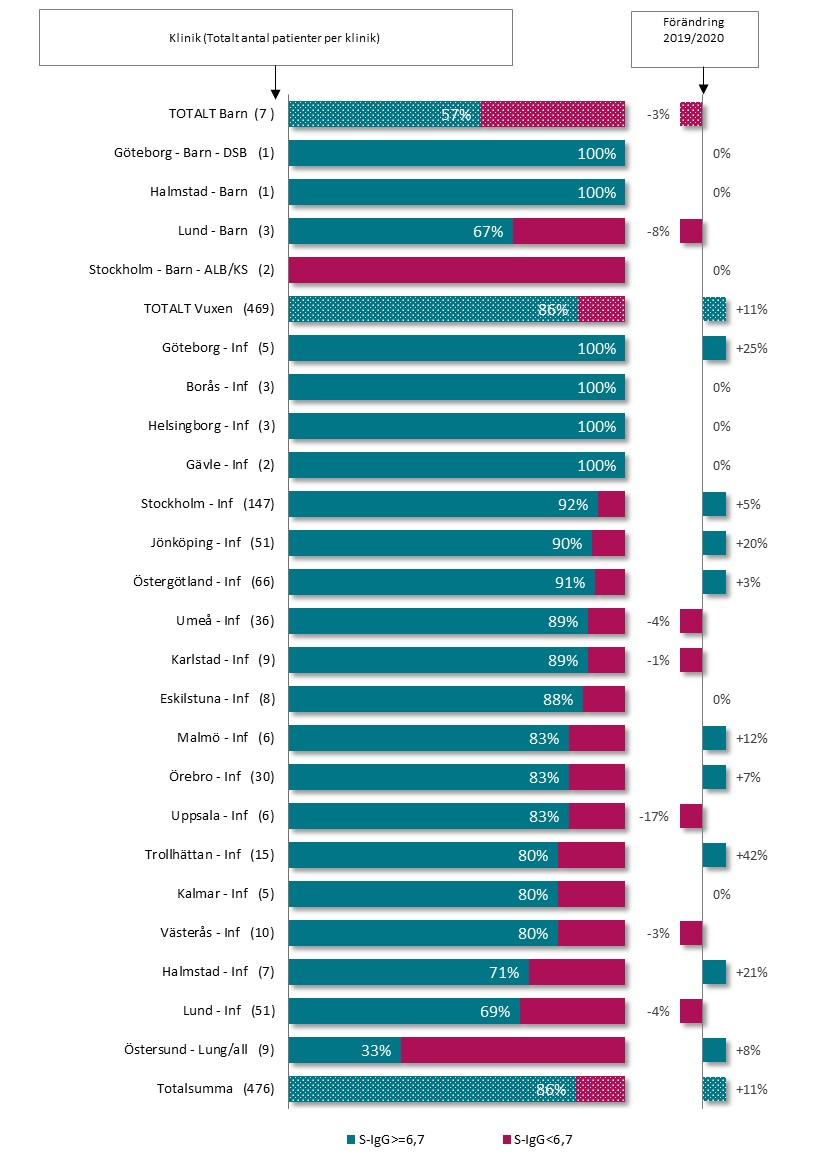 Klinik (Totalt antal patienter per klinik)
Förändring
2019/2020
TOTALT Barn (7 ) 57% -3%
Göteborg - Barn - DSB (1) 100% 0%
Halmstad - Barn (1) 100% 0%
Lund - Barn (3) 67% -8%
Stockholm - Barn - ALB/KS (2) 0%
TOTALT Vuxen (469) 86% +11%
Göteborg - Inf (5) 100% +25%
Borås - Inf (3) 100% 0%
Helsingborg - Inf (3) 100% 0%
Gävle - Inf (2) 100% 0%
Stockholm - Inf (147) 92% +5%
Jönköping - Inf (51) 90% +20%
Östergötland - Inf (66) 91% +3%
Umeå - Inf (36) 89% -4%
Karlstad - Inf (9) 89% -1%
Eskilstuna - Inf (8) 88% 0%
Malmö - Inf (6) 83% +12%
Örebro - Inf (30) 83% +7%
Uppsala - Inf (6) 83% -17%
Trollhättan - Inf (15) 80% +42%
Kalmar - Inf (5) 80% 0%
Västerås - Inf (10) 80% -3%
Halmstad - Inf (7) 71% +21%
Lund - Inf (51) 69% -4%
Östersund - Lung/all (9) 33% +8%
Totalsumma (476) 86% +11%
S-IgG>=6,7 S-IgG<6,7